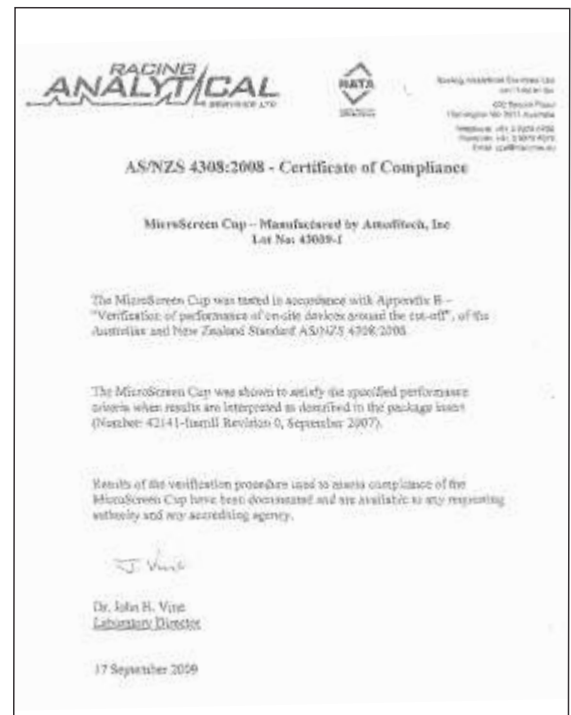 RACING
ANALYTICAL
SERVICES LTD
NATA
AS/NZS 4308:2008 - Certificate of Compliance
MicroScreen Cup – Manufactured by Ameditech, Inc
Lot No: 43009-1
The MicroScreen Cup was tested in accordance with Appendix B –
"Verification of performance of on-site devices around the cut-off", of the
Australian and New Zealand Standard AS/NZS 4308:2008.
The MicroScreen Cup was shown to satisfy the specified performance
criteria when results are interpreted as described in the package insert
(Number: 42141- Revision 0, September 2007).
Results of the verification procedure used to assess compliance of the
MicroScreen Cup have been documented and are available to any requesting
authority and any accrediting agency.
J Vine
Dr. John H. Vine
Laboratory Director
17 September 2009